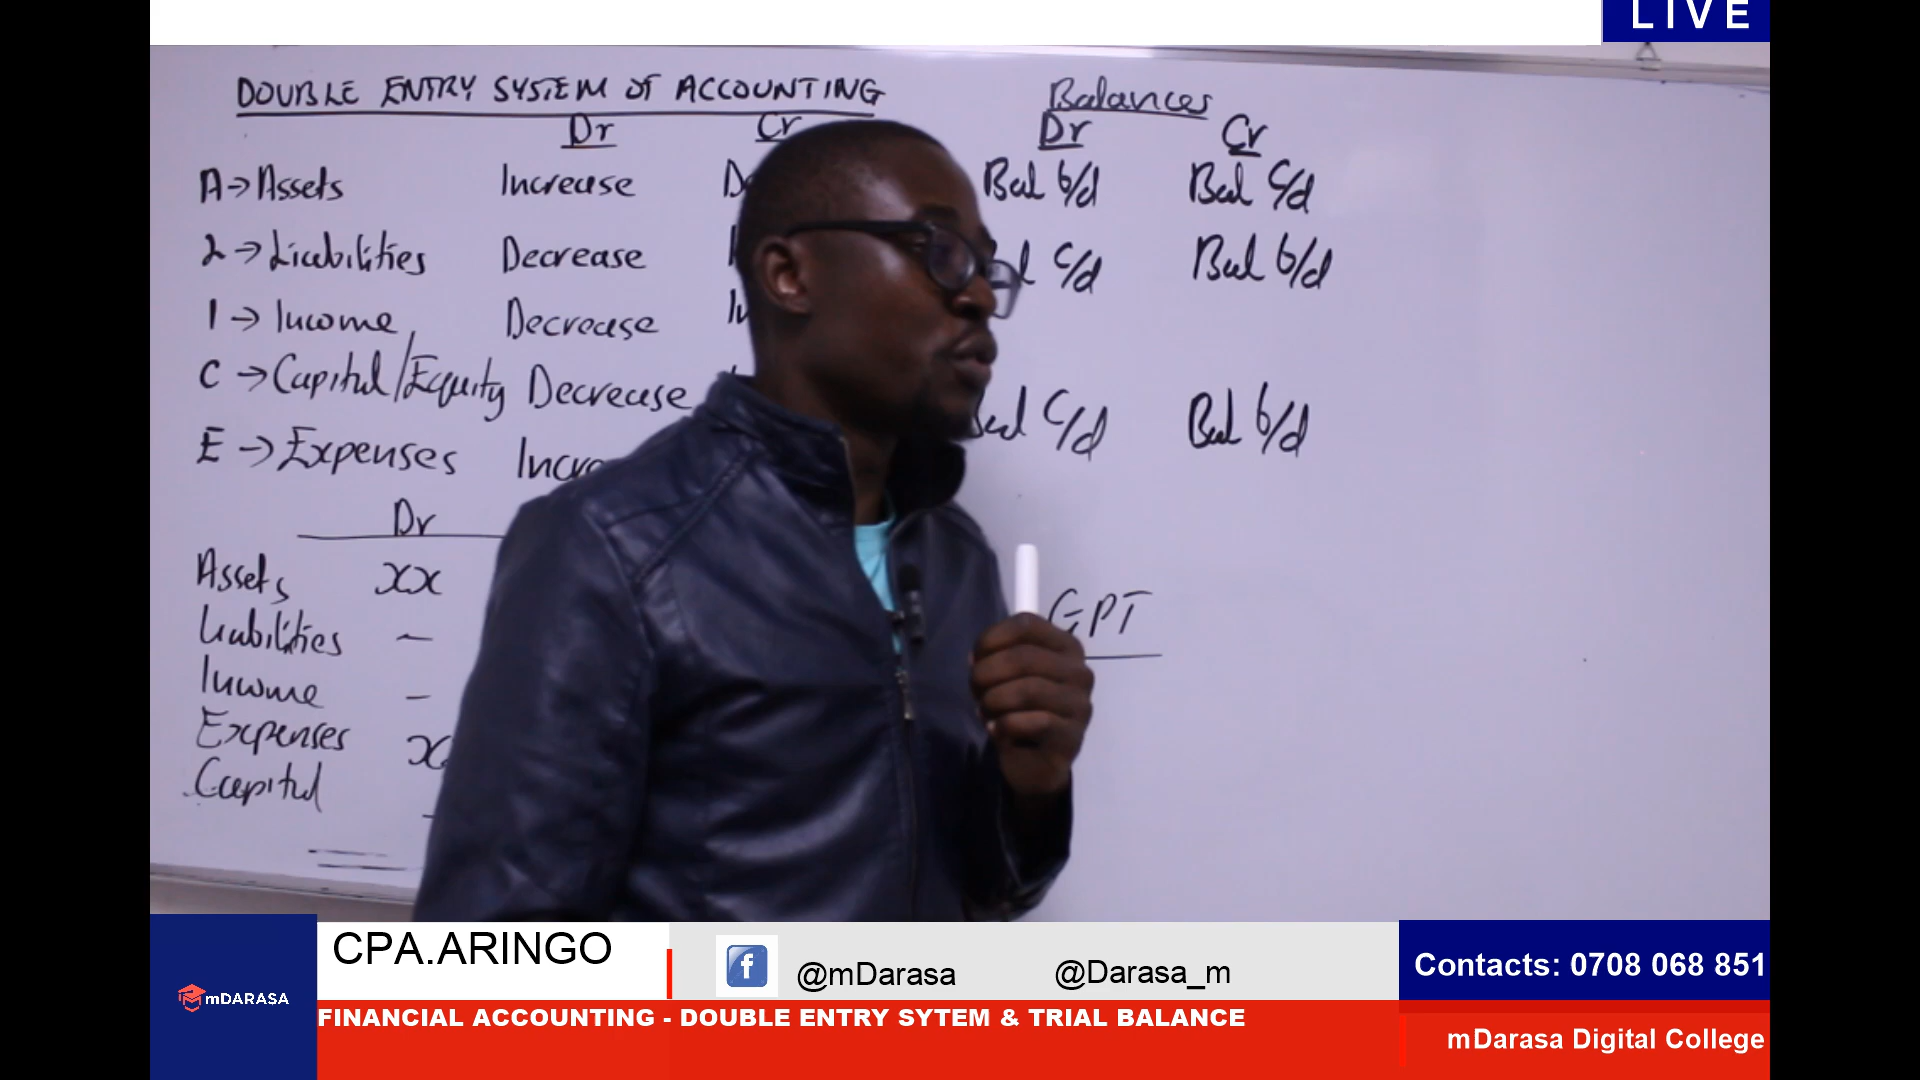 LIVE
DOUBLE ENTRY SYSTEM OF ACCOUNTING
Balances
Dr Cr Dr Cr
A → Assets Increase Bal b/d Bal c/d
L → Liabilities Decrease c/d Bal b/d
I → Income Decrease
C → Capital/Equity Decrease Bal c/d Bal b/d
E → Expenses
Dr
Assets xx
Liabilities –
Income –
Expenses
Capital –
CPA.ARINGO
f
@mDarasa
@Darasa_m
Contacts: 0708 068 851
mDARASA
FINANCIAL ACCOUNTING - DOUBLE ENTRY SYTEM & TRIAL BALANCE
mDarasa Digital College